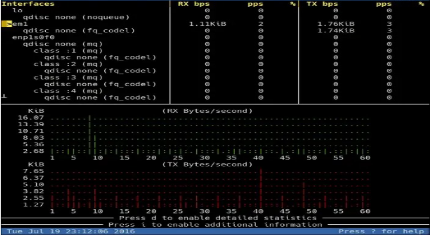 Interfaces RX bps pps % TX bps pps %
lo 0 0 0 0
qdisc none (noqueue) 0 0 0 0
em1 1.11KiB 2 1.76KiB 3
qdisc none (fq_codel) 0 0 1.74KiB 3
enp1s0f0 0 0 0 0
qdisc none (mq) 0 0 0 0
class :1 (mq) 0 0 0 0
qdisc none (fq_codel) 0 0 0 0
class :2 (mq) 0 0 0 0
qdisc none (fq_codel) 0 0 0 0
class :3 (mq) 0 0 0 0
qdisc none (fq_codel) 0 0 0 0
class :4 (mq) 0 0 0 0
qdisc none (fq_codel) 0 0 0 0
KiB (RX Bytes/second)
16.07
13.39
10.71
8.03
5.36
2.68
1 5 10 15 20 25 30 35 40 45 50 55 60
KiB (TX Bytes/second)
7.65
6.37
5.10
3.82
2.55
1.27
1 5 10 15 20 25 30 35 40 45 50 55 60
Press d to enable detailed statistics
Press i to enable additional information
Tue Jul 19 23:12:06 2016 Press ? for help